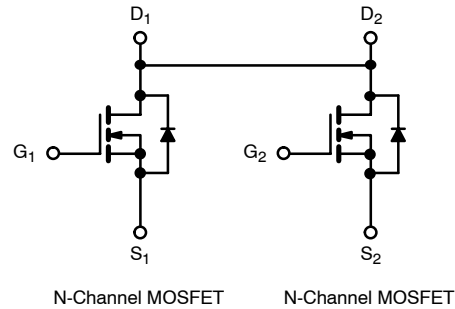 D1 D2
G1 G2
S1 S2
N-Channel MOSFET N-Channel MOSFET